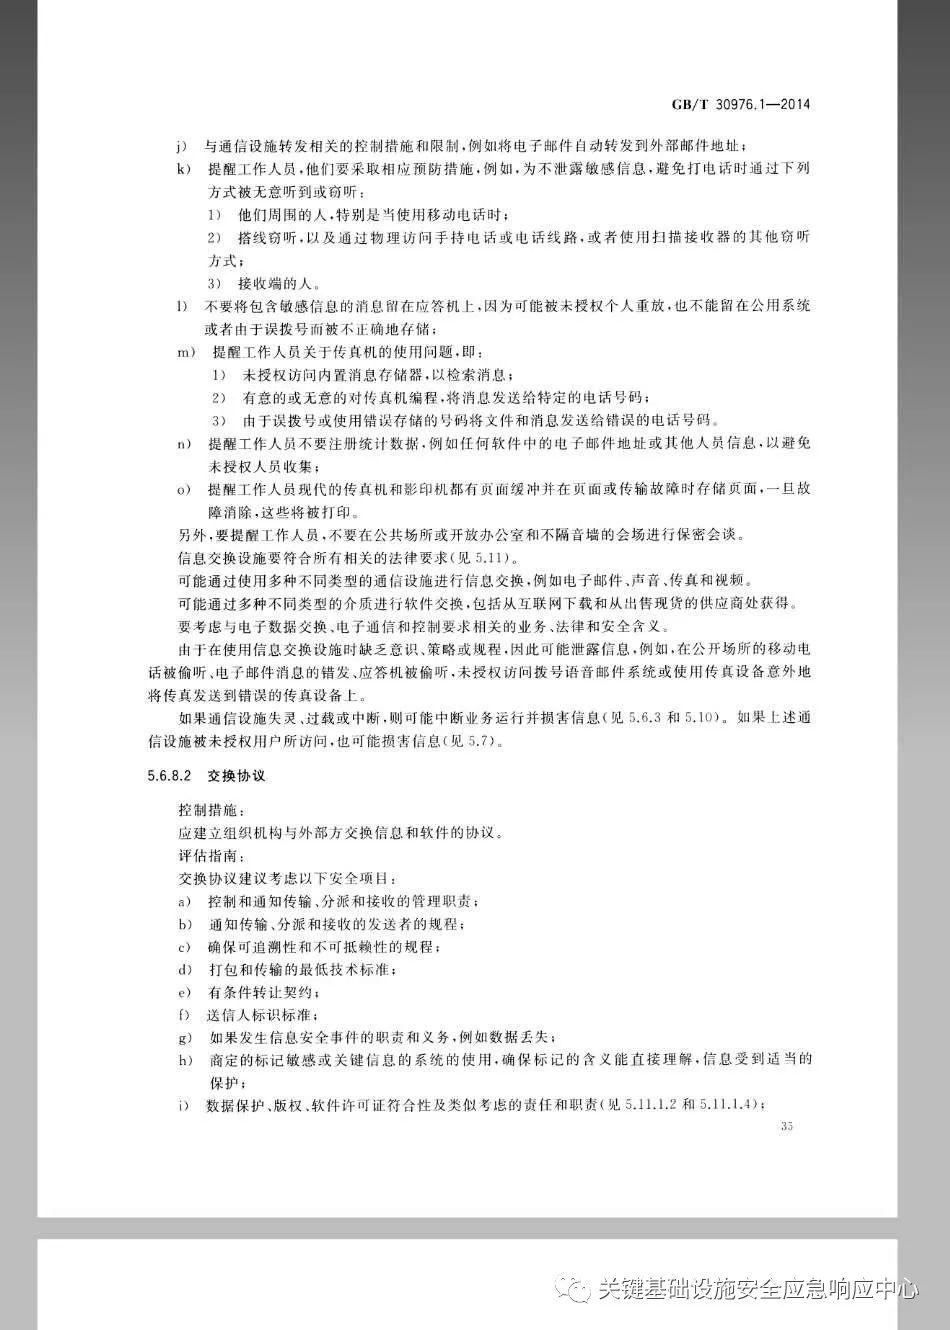 GB/T 30976.1—2014
j) 与通信设施转发相关的控制措施和限制,例如将电子邮件自动转发到外部邮件地址;
k) 提醒工作人员,他们要采取相应预防措施,例如,为不泄露敏感信息,避免打电话时通过下列
方式被无意听到或窃听:
1) 他们周围的人,特别是当使用移动电话时;
2) 搭线窃听,以及通过物理访问手持电话或电话线路,或者使用扫描接收器的其他窃听
方式;
3) 接收端的人。
l) 不要将包含敏感信息的消息留在应答机上,因为可能被未授权个人重放,也不能留在公用系统
或者由于误拨号而被不正确地存储;
m) 提醒工作人员关于传真机的使用问题,即:
1) 未授权访问内置消息存储器,以检索消息;
2) 有意的或无意的对传真机编程,将消息发送给特定的电话号码;
3) 由于误拨号或使用错误存储的号码将文件和消息发送给错误的电话号码。
n) 提醒工作人员不要注册统计数据,例如任何软件中的电子邮件地址或其他人员信息,以避免
未授权人员收集;
o) 提醒工作人员现代的传真机和影印机都有页面缓冲并在页面或传输故障时存储页面,一旦故
障消除,这些将被打印。
另外,要提醒工作人员,不要在公共场所或开放办公室和不隔音墙的会场进行保密会谈。
信息交换设施要符合所有相关的法律要求(见 5.11)。
可能通过使用多种不同类型的通信设施进行信息交换,例如电子邮件、声音、传真和视频。
可能通过多种不同类型的介质进行软件交换,包括从互联网下载和从出售现货的供应商处获得。
要考虑与电子数据交换、电子通信和控制要求相关的业务、法律和安全含义。
由于在使用信息交换设施时缺乏意识、策略或规程,因此可能泄露信息,例如,在公开场所的移动电
话被偷听、电子邮件消息的错发、应答机被偷听,未授权访问拨号语音邮件系统或使用传真设备意外地
将传真发送到错误的传真设备上。
如果通信设施失灵、过载或中断,则可能中断业务运行并损害信息(见 5.6.3 和 5.10)。如果上述通
信设施被未授权用户所访问,也可能损害信息(见 5.7)。
5.6.8.2 交换协议
控制措施:
应建立组织机构与外部方交换信息和软件的协议。
评估指南:
交换协议建议考虑以下安全项目:
a) 控制和通知传输、分派和接收的管理职责;
b) 通知传输、分派和接收的发送者的规程;
c) 确保可追溯性和不可抵赖性的规程;
d) 打包和传输的最低技术标准;
e) 有条件转让契约;
f) 送信人标识标准;
g) 如果发生信息安全事件的职责和义务,例如数据丢失;
h) 商定的标记敏感或关键信息的系统的使用,确保标记的含义能直接理解,信息受到适当的
保护;
i) 数据保护、版权、软件许可证符合性及类似考虑的责任和职责(见 5.11.1.2 和 5.11.1.4);
35
关键基础设施安全应急响应中心